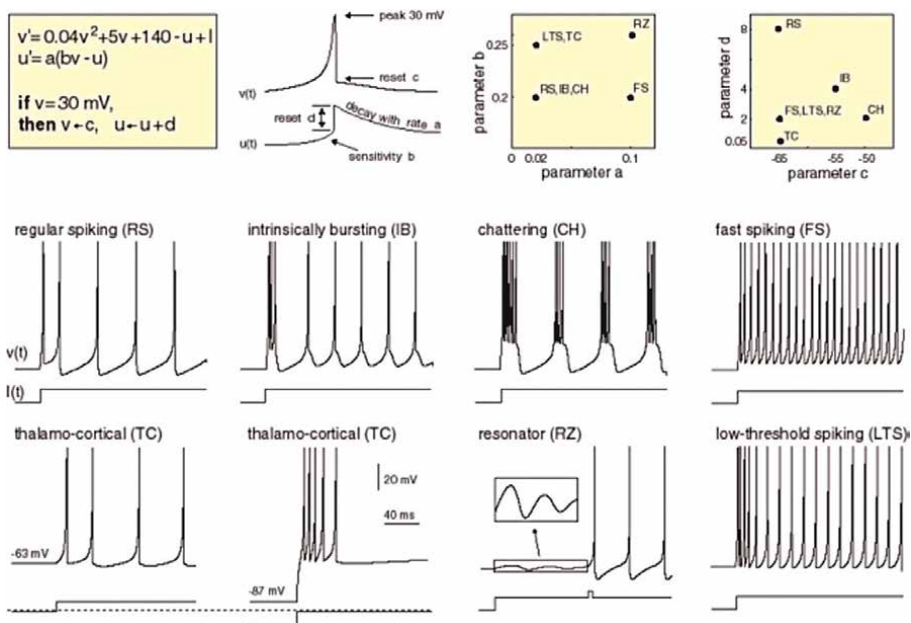 v'= 0.04v²+5v+140 -u+I
u'= a(bv -u)
if v= 30 mV,
then v←c, u←u+d
peak 30 mV
reset c
v(t)
reset d
decay with rate a
u(t)
sensitivity b
parameter b
0.25
0.2
LTS,TC
RZ
RS,IB,CH
FS
0
0.02
0.1
parameter a
parameter d
8
4
2
0.05
RS
IB
FS,LTS,RZ
CH
TC
-65
-55
-50
parameter c
regular spiking (RS)
intrinsically bursting (IB)
chattering (CH)
fast spiking (FS)
v(t)
I(t)
thalamo-cortical (TC)
thalamo-cortical (TC)
resonator (RZ)
low-threshold spiking (LTS)
20 mV
40 ms
-63 mV
-87 mV